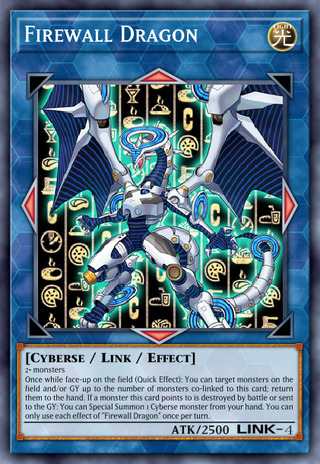 FIREWALL DRAGON
LIGHT
光
[CYBERSE / LINK / EFFECT]
2+ monsters
Once while face-up on the field (Quick Effect): You can target monsters on the
field and/or GY up to the number of monsters co-linked to this card; return
them to the hand. If a monster this card points to is destroyed by battle or sent
to the GY: You can Special Summon 1 Cyberse monster from your hand. You can
only use each effect of "Firewall Dragon" once per turn.
ATK/2500 LINK-4